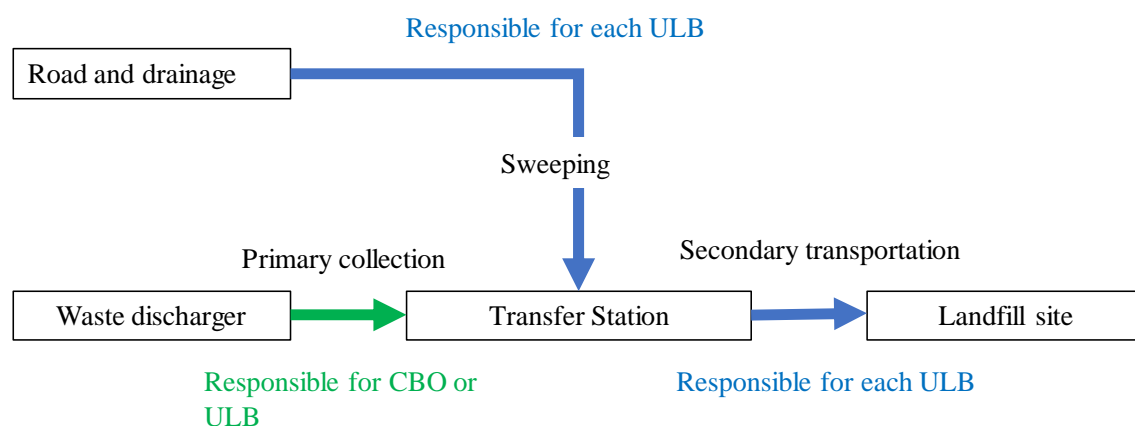 Responsible for each ULB
Road and drainage
Sweeping
Primary collection
Secondary transportation
Waste discharger
Transfer Station
Landfill site
Responsible for CBO or
ULB
Responsible for each ULB